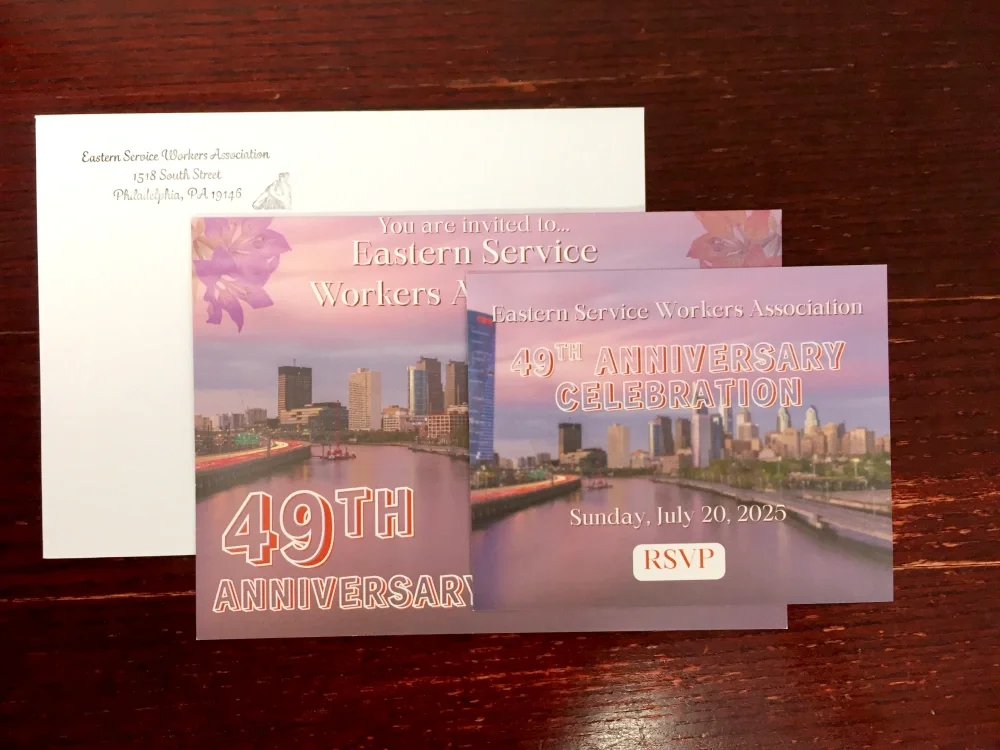 Eastern Service Workers Association
1518 South Street
Philadelphia, PA 19146
You are invited to...
Eastern Service
Workers A
49TH
ANNIVERSARY
Eastern Service Workers Association
49TH ANNIVERSARY
CELEBRATION
Sunday, July 20, 2025
RSVP